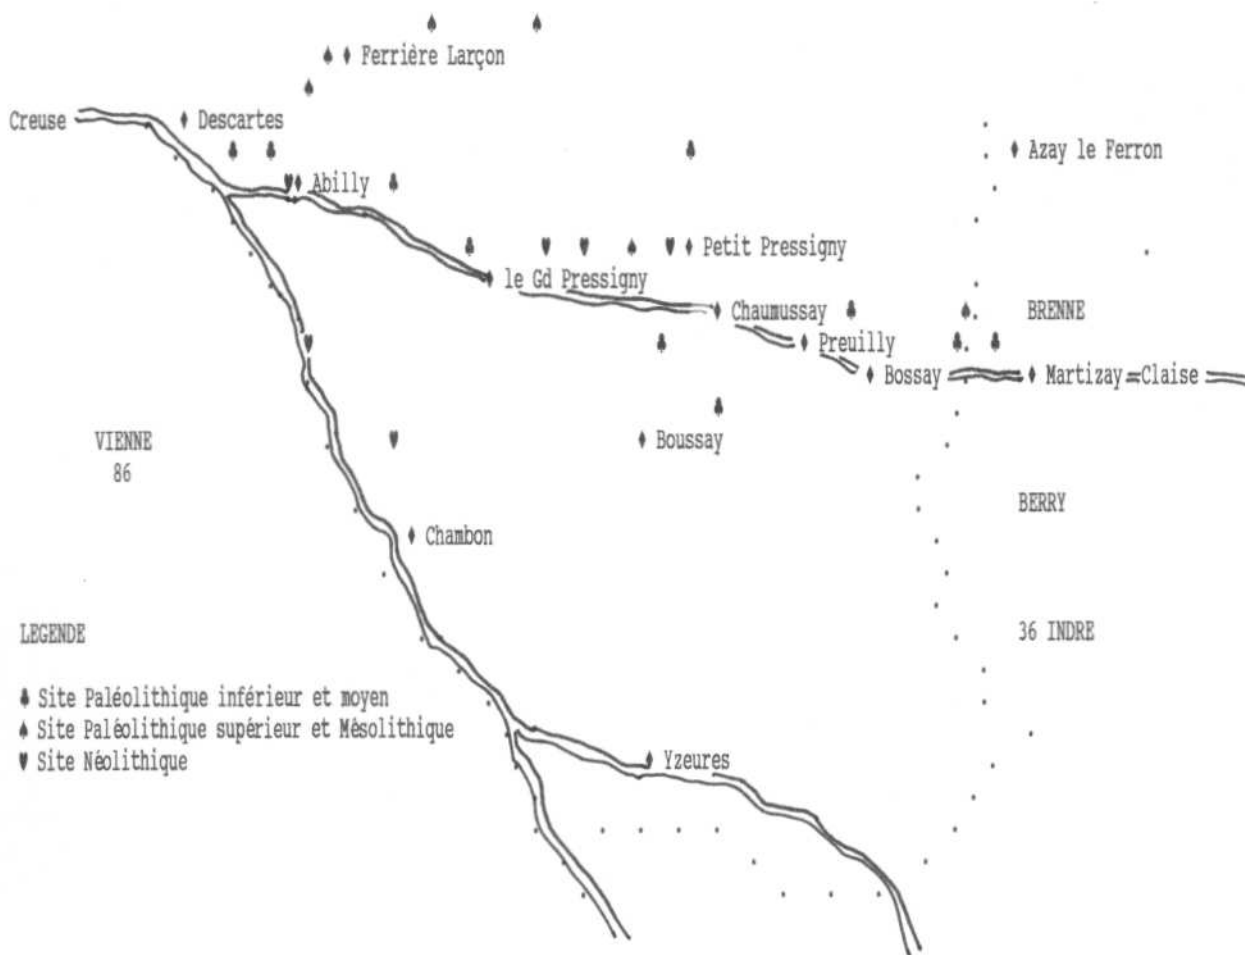 Ferrière Larçon
Creuse
Descartes
Azay le Ferron
Abilly
Petit Pressigny
le Gd Pressigny
Chaumussay
BRENNE
Preuilly
Bossay
Martizay
Claise
VIENNE
86
Boussay
BERRY
Chambon
36 INDRE
LEGENDE
Site Paléolithique inférieur et moyen
Site Paléolithique supérieur et Mésolithique
Site Néolithique
Yzeures